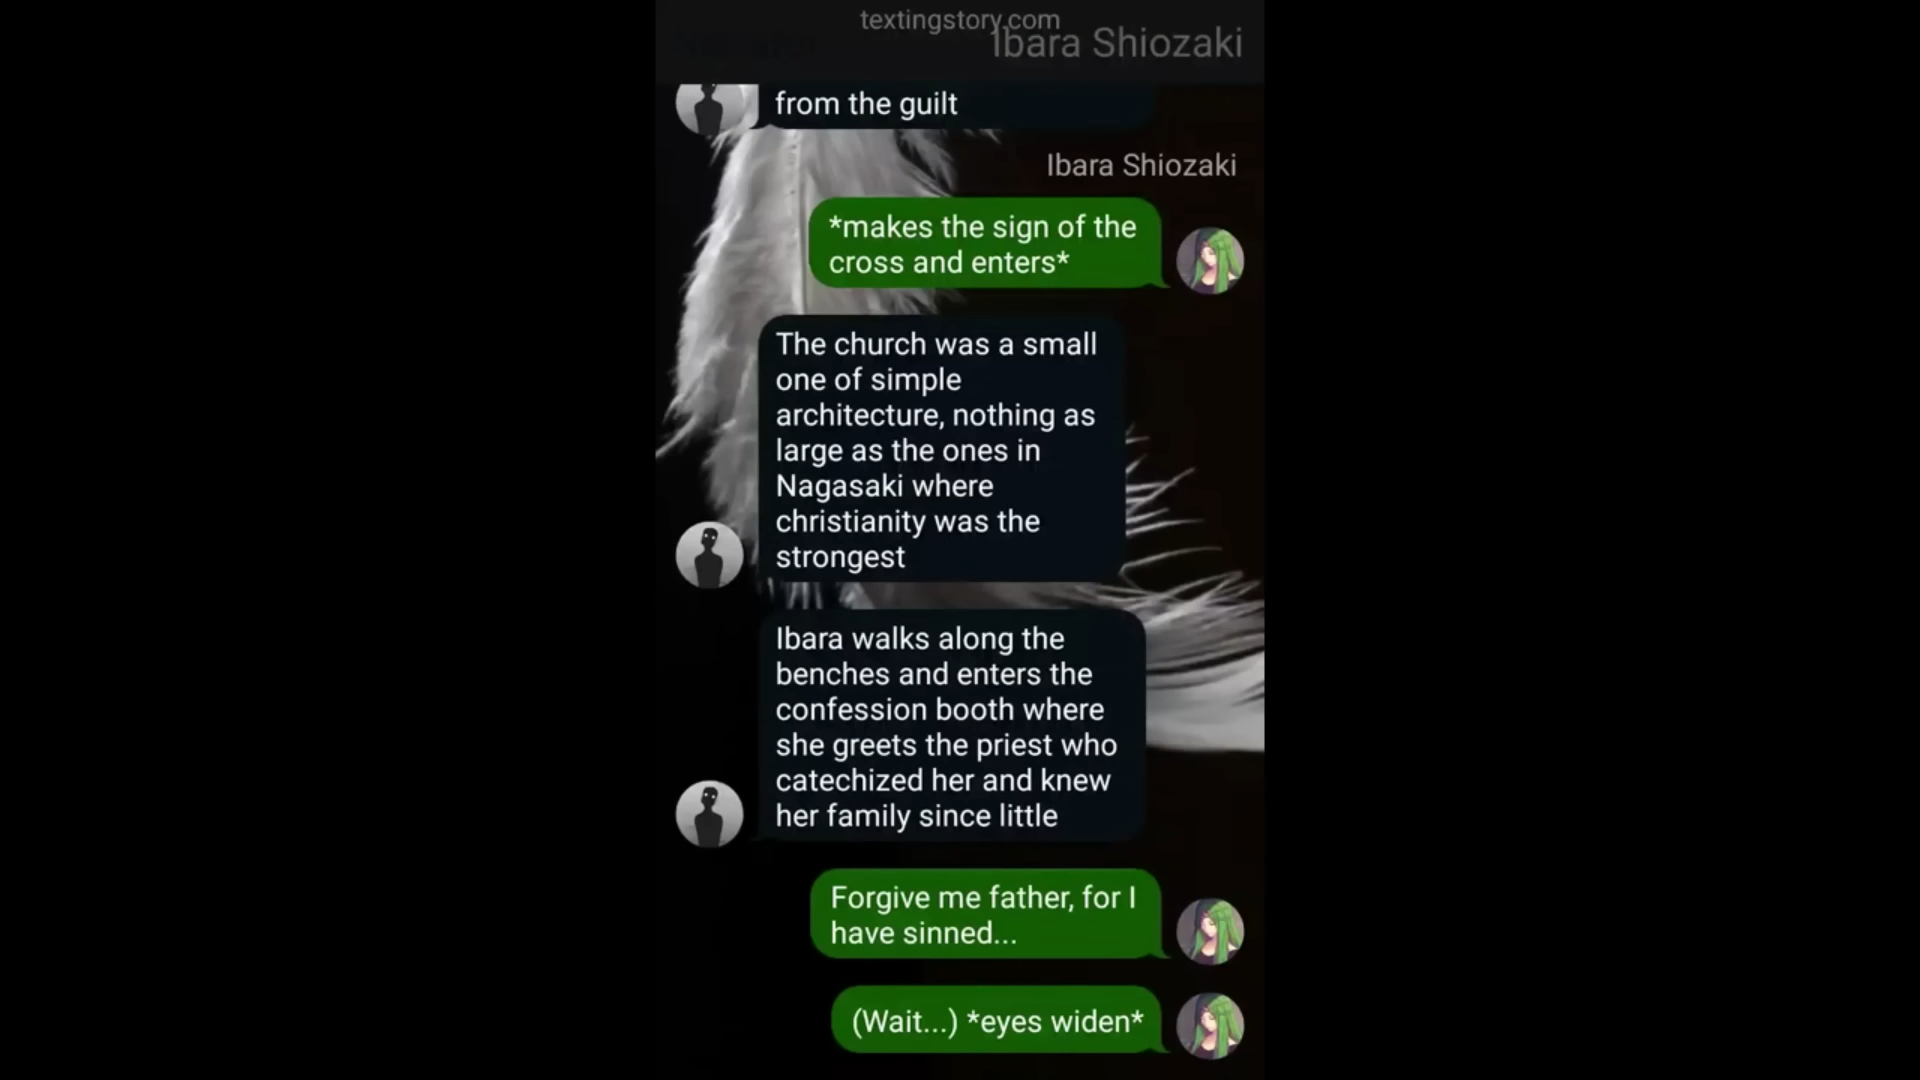 textingstory.com
Ibara Shiozaki
from the guilt
Ibara Shiozaki
*makes the sign of the
cross and enters*
The church was a small
one of simple
architecture, nothing as
large as the ones in
Nagasaki where
christianity was the
strongest
Ibara walks along the
benches and enters the
confession booth where
she greets the priest who
catechized her and knew
her family since little
Forgive me father, for I
have sinned...
(Wait...) *eyes widen*